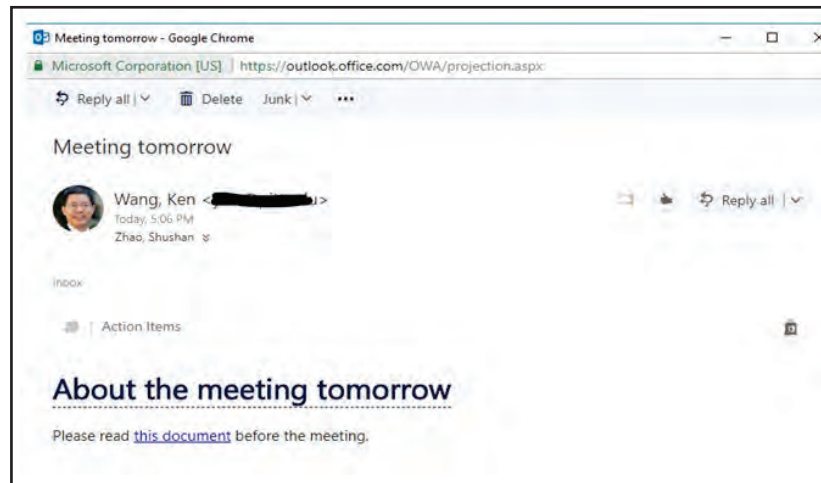 Meeting tomorrow - Google Chrome
Microsoft Corporation [US] | https://outlook.office.com/OWA/projection.aspx
Reply all | Delete Junk | •••
Meeting tomorrow
Wang, Ken <
Reply all |
Today, 5:06 PM
Zhao, Shushan
Inbox
Action Items
About the meeting tomorrow
Please read this document before the meeting.